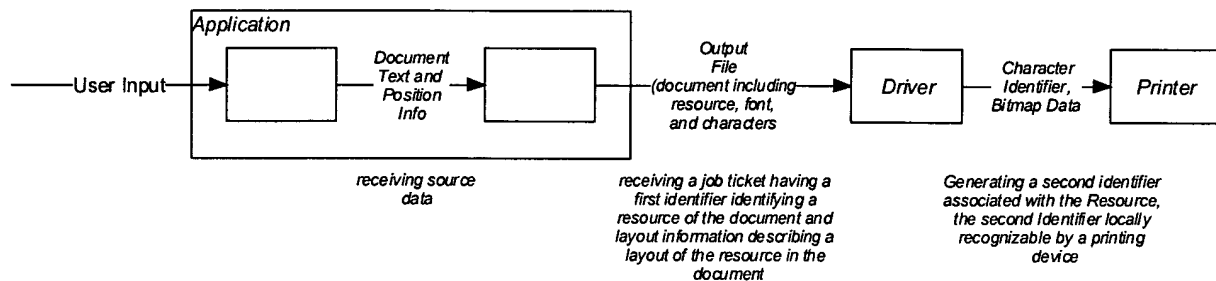 Application
User Input
Document
Text and
Position
Info
Output
File
(document including
resource, font,
and characters
Driver
Character
Identifier,
Bitmap Data
Printer
receiving source
data
receiving a job ticket having a
first identifier identifying a
resource of the document and
layout information describing a
layout of the resource in the
document
Generating a second identifier
associated with the Resource,
the second Identifier locally
recognizable by a printing
device